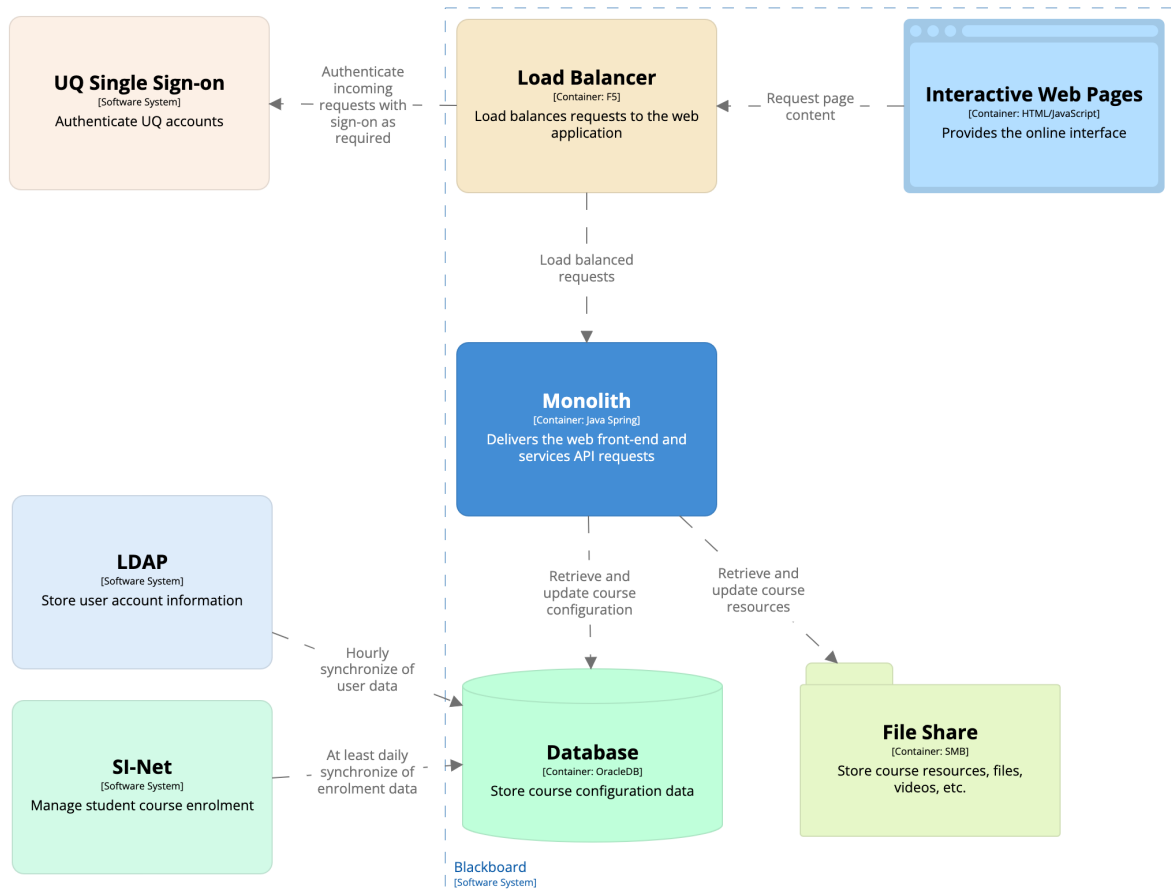 UQ Single Sign-on
[Software System]
Authenticate UQ accounts
Authenticate
incoming
requests with
sign-on as
required
Load Balancer
[Container: F5]
Load balances requests to the web
application
Request page
content
Interactive Web Pages
[Container: HTML/JavaScript]
Provides the online interface
Load balanced
requests
Monolith
[Container: Java Spring]
Delivers the web front-end and
services API requests
LDAP
[Software System]
Store user account information
Retrieve and
update course
configuration
Retrieve and
update course
resources
Hourly
synchronize of
user data
SI-Net
[Software System]
Manage student course enrolment
At least daily
synchronize of
enrolment data
Database
[Container: OracleDB]
Store course configuration data
File Share
[Container: SMB]
Store course resources, files,
videos, etc.
Blackboard
[Software System]